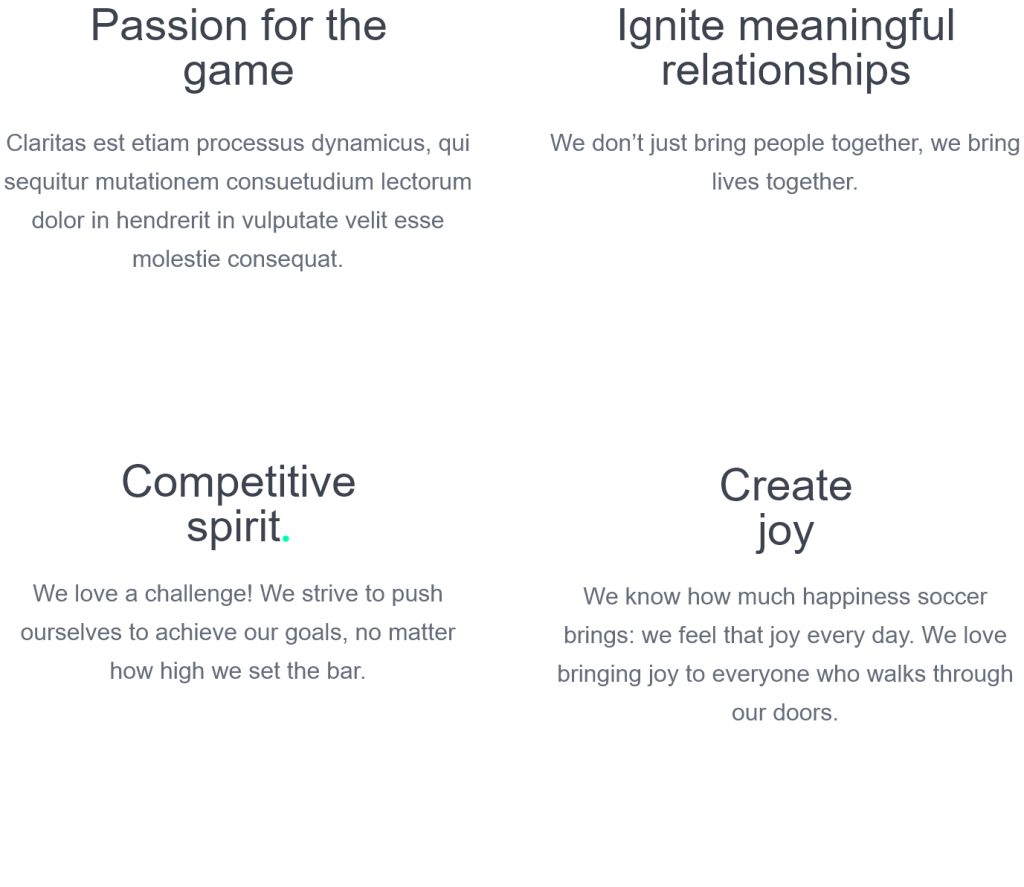 Passion for the
game
Claritas est etiam processus dynamicus, qui
sequitur mutationem consuetudium lectorum
dolor in hendrerit in vulputate velit esse
molestie consequat.
Ignite meaningful
relationships
We don’t just bring people together, we bring
lives together.
Competitive
spirit.
We love a challenge! We strive to push
ourselves to achieve our goals, no matter
how high we set the bar.
Create
joy
We know how much happiness soccer
brings: we feel that joy every day. We love
bringing joy to everyone who walks through
our doors.